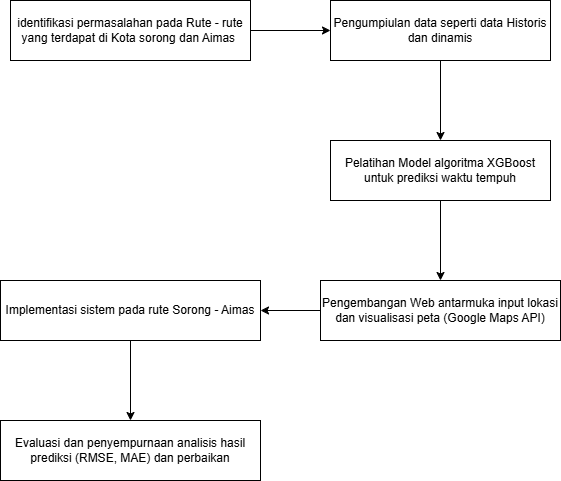 identifikasi permasalahan pada Rute - rute
yang terdapat di Kota sorong dan Aimas
Pengumpiulan data seperti data Historis
dan dinamis
Pelatihan Model algoritma XGBoost
untuk prediksi waktu tempuh
Pengembangan Web antarmuka input lokasi
dan visualisasi peta (Google Maps API)
Implementasi sistem pada rute Sorong - Aimas
Evaluasi dan penyempurnaan analisis hasil
prediksi (RMSE, MAE) dan perbaikan